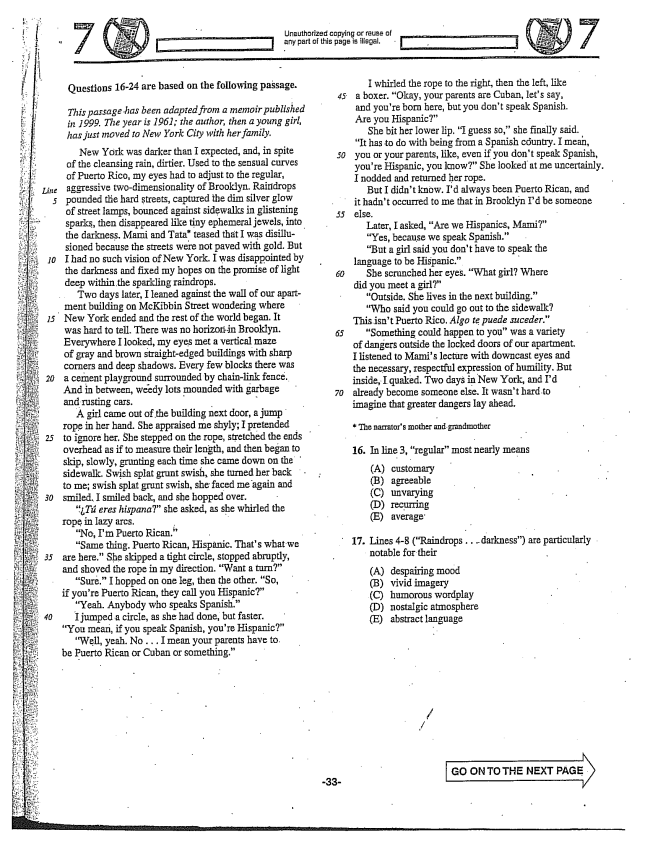 7
Unauthorized copying or reuse of
any part of this page is illegal.
7
Questions 16-24 are based on the following passage.
This passage has been adapted from a memoir published
in 1999. The year is 1961; the author, then a young girl,
has just moved to New York City with her family.
New York was darker than I expected, and, in spite
of the cleansing rain, dirtier. Used to the sensual curves
of Puerto Rico, my eyes had to adjust to the regular,
Line aggressive two-dimensionality of Brooklyn. Raindrops
5 pounded the hard streets, captured the dim silver glow
of street lamps, bounced against sidewalks in glistening
sparks, then disappeared like tiny ephemeral jewels, into
the darkness. Mami and Tata* teased that I was disillu-
sioned because the streets were not paved with gold. But
10 I had no such vision of New York. I was disappointed by
the darkness and fixed my hopes on the promise of light
deep within the sparkling raindrops.
Two days later, I leaned against the wall of our apart-
ment building on McKibbin Street wondering where
15 New York ended and the rest of the world began. It
was hard to tell. There was no horizon in Brooklyn.
Everywhere I looked, my eyes met a vertical maze
of gray and brown straight-edged buildings with sharp
corners and deep shadows. Every few blocks there was
20 a cement playground surrounded by chain-link fence.
And in between, weedy lots mounded with garbage
and rusting cars.
A girl came out of the building next door, a jump
rope in her hand. She appraised me shyly; I pretended
25 to ignore her. She stepped on the rope, stretched the ends
overhead as if to measure their length, and then began to
skip, slowly, grunting each time she came down on the
sidewalk. Swish splat grunt swish, she turned her back
to me; swish splat grunt swish, she faced me again and
30 smiled. I smiled back, and she hopped over.
"¿Tú eres hispana?" she asked, as she whirled the
rope in lazy arcs.
"No, I'm Puerto Rican."
"Same thing. Puerto Rican, Hispanic. That's what we
35 are here." She skipped a tight circle, stopped abruptly,
and shoved the rope in my direction. "Want a turn?"
"Sure." I hopped on one leg, then the other. "So,
if you're Puerto Rican, they call you Hispanic?"
"Yeah. Anybody who speaks Spanish."
40 I jumped a circle, as she had done, but faster.
"You mean, if you speak Spanish, you're Hispanic?"
"Well, yeah. No . . . I mean your parents have to
be Puerto Rican or Cuban or something."
I whirled the rope to the right, then the left, like
45 a boxer. "Okay, your parents are Cuban, let's say,
and you're born here, but you don't speak Spanish.
Are you Hispanic?"
She bit her lower lip. "I guess so," she finally said.
"It has to do with being from a Spanish country. I mean,
50 you or your parents, like, even if you don't speak Spanish,
you're Hispanic, you know?" She looked at me uncertainly.
I nodded and returned her rope.
But I didn't know. I'd always been Puerto Rican, and
it hadn't occurred to me that in Brooklyn I'd be someone
55 else.
Later, I asked, "Are we Hispanics, Mami?"
"Yes, because we speak Spanish."
"But a girl said you don't have to speak the
language to be Hispanic."
60 She scrunched her eyes. "What girl? Where
did you meet a girl?"
"Outside. She lives in the next building."
"Who said you could go out to the sidewalk?
This isn't Puerto Rico. Algo te puede suceder."
65 "Something could happen to you" was a variety
of dangers outside the locked doors of our apartment.
I listened to Mami's lecture with downcast eyes and
the necessary, respectful expression of humility. But
inside, I quaked. Two days in New York, and I'd
70 already become someone else. It wasn't hard to
imagine that greater dangers lay ahead.
* The narrator's mother and grandmother
16. In line 3, "regular" most nearly means
(A) customary
(B) agreeable
(C) unvarying
(D) recurring
(E) average
17. Lines 4-8 ("Raindrops . . . darkness") are particularly
notable for their
(A) despairing mood
(B) vivid imagery
(C) humorous wordplay
(D) nostalgic atmosphere
(E) abstract language
-33-
GO ON TO THE NEXT PAGE